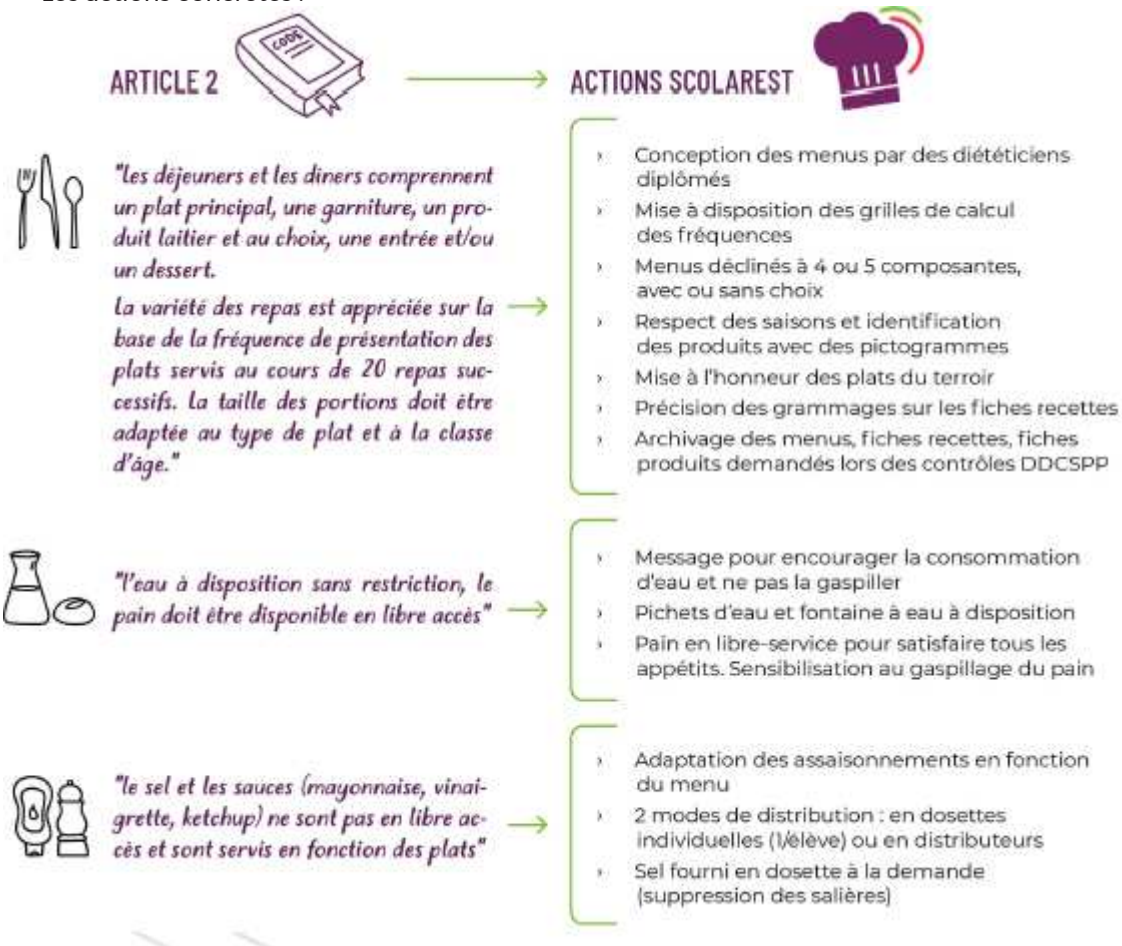 Les actions concrètes :
CODE
ARTICLE 2
ACTIONS SCOLAREST
"Les déjeuners et les diners comprennent
un plat principal, une garniture, un pro-
duit laitier et au choix, une entrée et/ou
un dessert.
La variété des repas est appréciée sur la
base de la fréquence de présentation des
plats servis au cours de 20 repas suc-
cessifs. La taille des portions doit être
adaptée au type de plat et à la classe
d'âge."
› Conception des menus par des diététiciens
diplômés
› Mise à disposition des grilles de calcul
des fréquences
› Menus déclinés à 4 ou 5 composantes,
avec ou sans choix
› Respect des saisons et identification
des produits avec des pictogrammes
› Mise à l'honneur des plats du terroir
› Précision des grammages sur les fiches recettes
› Archivage des menus, fiches recettes, fiches
produits demandés lors des contrôles DDCSPP
"l'eau à disposition sans restriction, le
pain doit être disponible en libre accès"
› Message pour encourager la consommation
d'eau et ne pas la gaspiller
› Pichets d'eau et fontaine à eau à disposition
› Pain en libre-service pour satisfaire tous les
appétits. Sensibilisation au gaspillage du pain
"le sel et les sauces (mayonnaise, vinai-
grette, ketchup) ne sont pas en libre ac-
cès et sont servis en fonction des plats"
› Adaptation des assaisonnements en fonction
du menu
› 2 modes de distribution : en dosettes
individuelles (1/élève) ou en distributeurs
› Sel fourni en dosette à la demande
(suppression des salières)